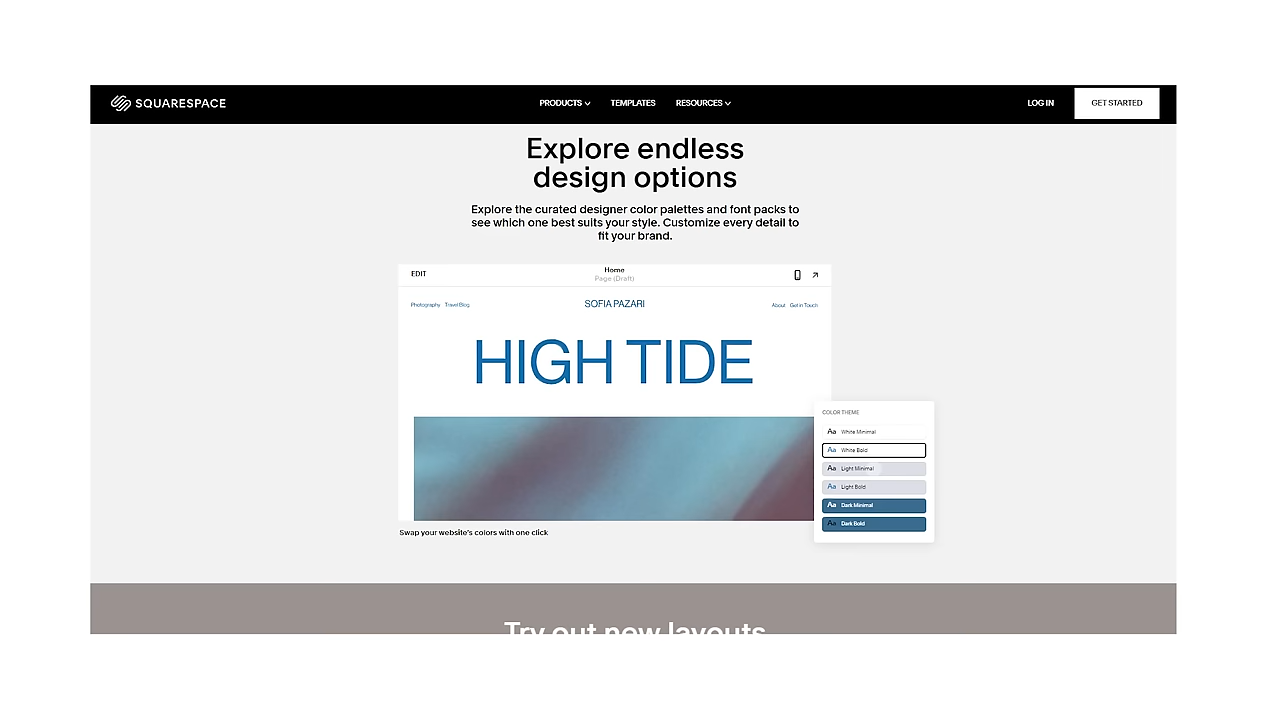 SQUARESPACE
PRODUCTS
TEMPLATES
RESOURCES
LOG IN
GET STARTED
Explore endless
design options
Explore the curated designer color palettes and font packs to
see which one best suits your style. Customize every detail to
fit your brand.
EDIT
Home
Page (Draft)
Photography
Travel Blog
SOFIA PAZARI
About
Get in Touch
HIGH TIDE
COLOR THEME
Aa White Minimal
Aa White Bold
Aa Light Minimal
Aa Light Bold
Aa Dark Minimal
Aa Dark Bold
Swap your website's colors with one click
Try out new layouts